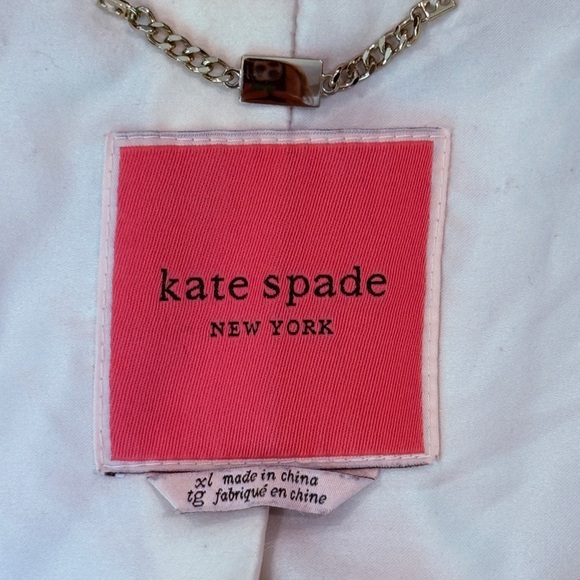 kate spade
NEW YORK
xl made in china
tg fabriqué en chine